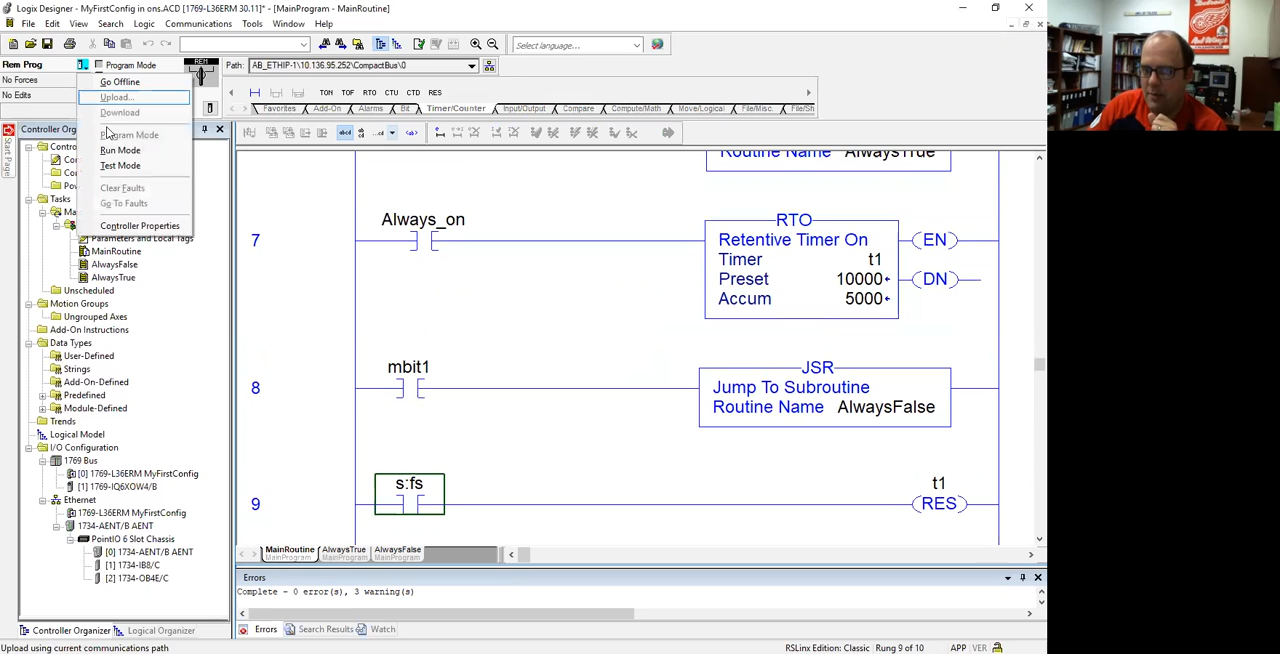 Logix Designer - MyFirstConfig in ons.ACD [1769-L36ERM 30.11]* - [MainProgram - MainRoutine]
File Edit View Search Logic Communications Tools Window Help
Select language...
Rem Prog
Program Mode
REM
Path: AB_ETHIP-1\10.136.95.252\CompactBus\0
No Forces
No Edits
Go Offline
Upload...
Download
Program Mode
Run Mode
Test Mode
Clear Faults
Go To Faults
Controller Properties
TON TOF RTO CTU CTD RES
Favorites Add-On Alarms Bit Timer/Counter Input/Output Compare Compute/Math Move/Logical File/Misc. File/Sh
Start Page
Controller Org
Tasks
Parameters and Local Tags
MainRoutine
AlwaysFalse
AlwaysTrue
Unscheduled
Motion Groups
Ungrouped Axes
Add-On Instructions
Data Types
User-Defined
Strings
Add-On-Defined
Predefined
Module-Defined
Trends
Logical Model
I/O Configuration
1769 Bus
[0] 1769-L36ERM MyFirstConfig
[1] 1769-IQ6XOW4/B
Ethernet
1769-L36ERM MyFirstConfig
1734-AENT/B AENT
PointIO 6 Slot Chassis
[0] 1734-AENT/B AENT
[1] 1734-IB8/C
[2] 1734-OB4E/C
Controller Organizer Logical Organizer
Routine Name AlwaysTrue
7
Always_on
RTO
Retentive Timer On
Timer t1
Preset 10000
Accum 5000
EN
DN
8
mbit1
JSR
Jump To Subroutine
Routine Name AlwaysFalse
9
s:fs
t1
RES
MainRoutine AlwaysTrue AlwaysFalse
MainProgram MainProgram MainProgram
Errors
Complete - 0 error(s), 3 warning(s)
Errors Search Results Watch
Upload using current communications path
RSLinx Edition: Classic Rung 9 of 10 APP VER